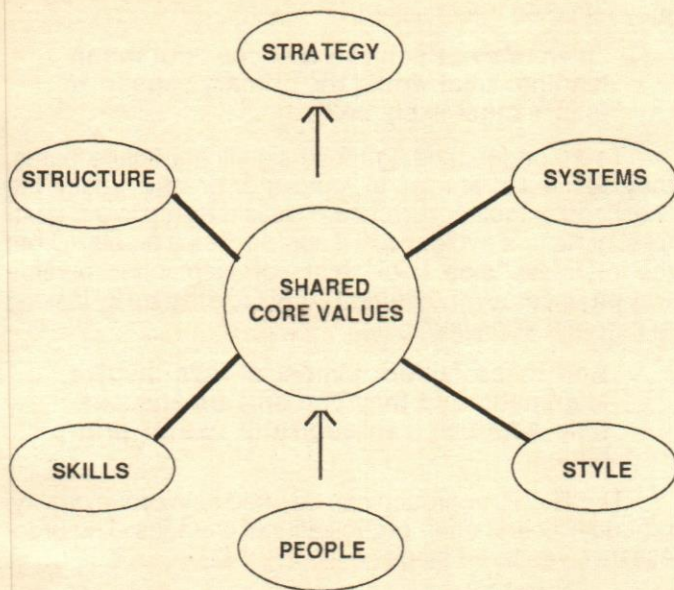 STRATEGY
STRUCTURE
SYSTEMS
SHARED
CORE VALUES
SKILLS
STYLE
PEOPLE